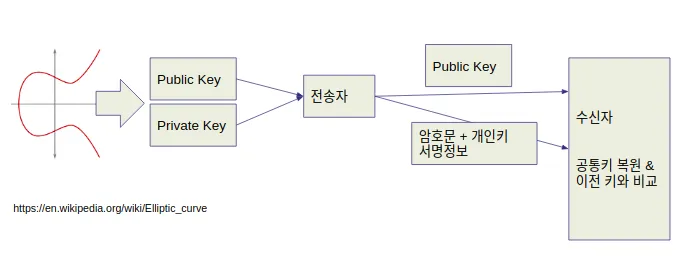 Public Key
Private Key
전송자
Public Key
암호문 + 개인키
서명정보
수신자
공통키 복원 &
이전 키와 비교
https://en.wikipedia.org/wiki/Elliptic_curve